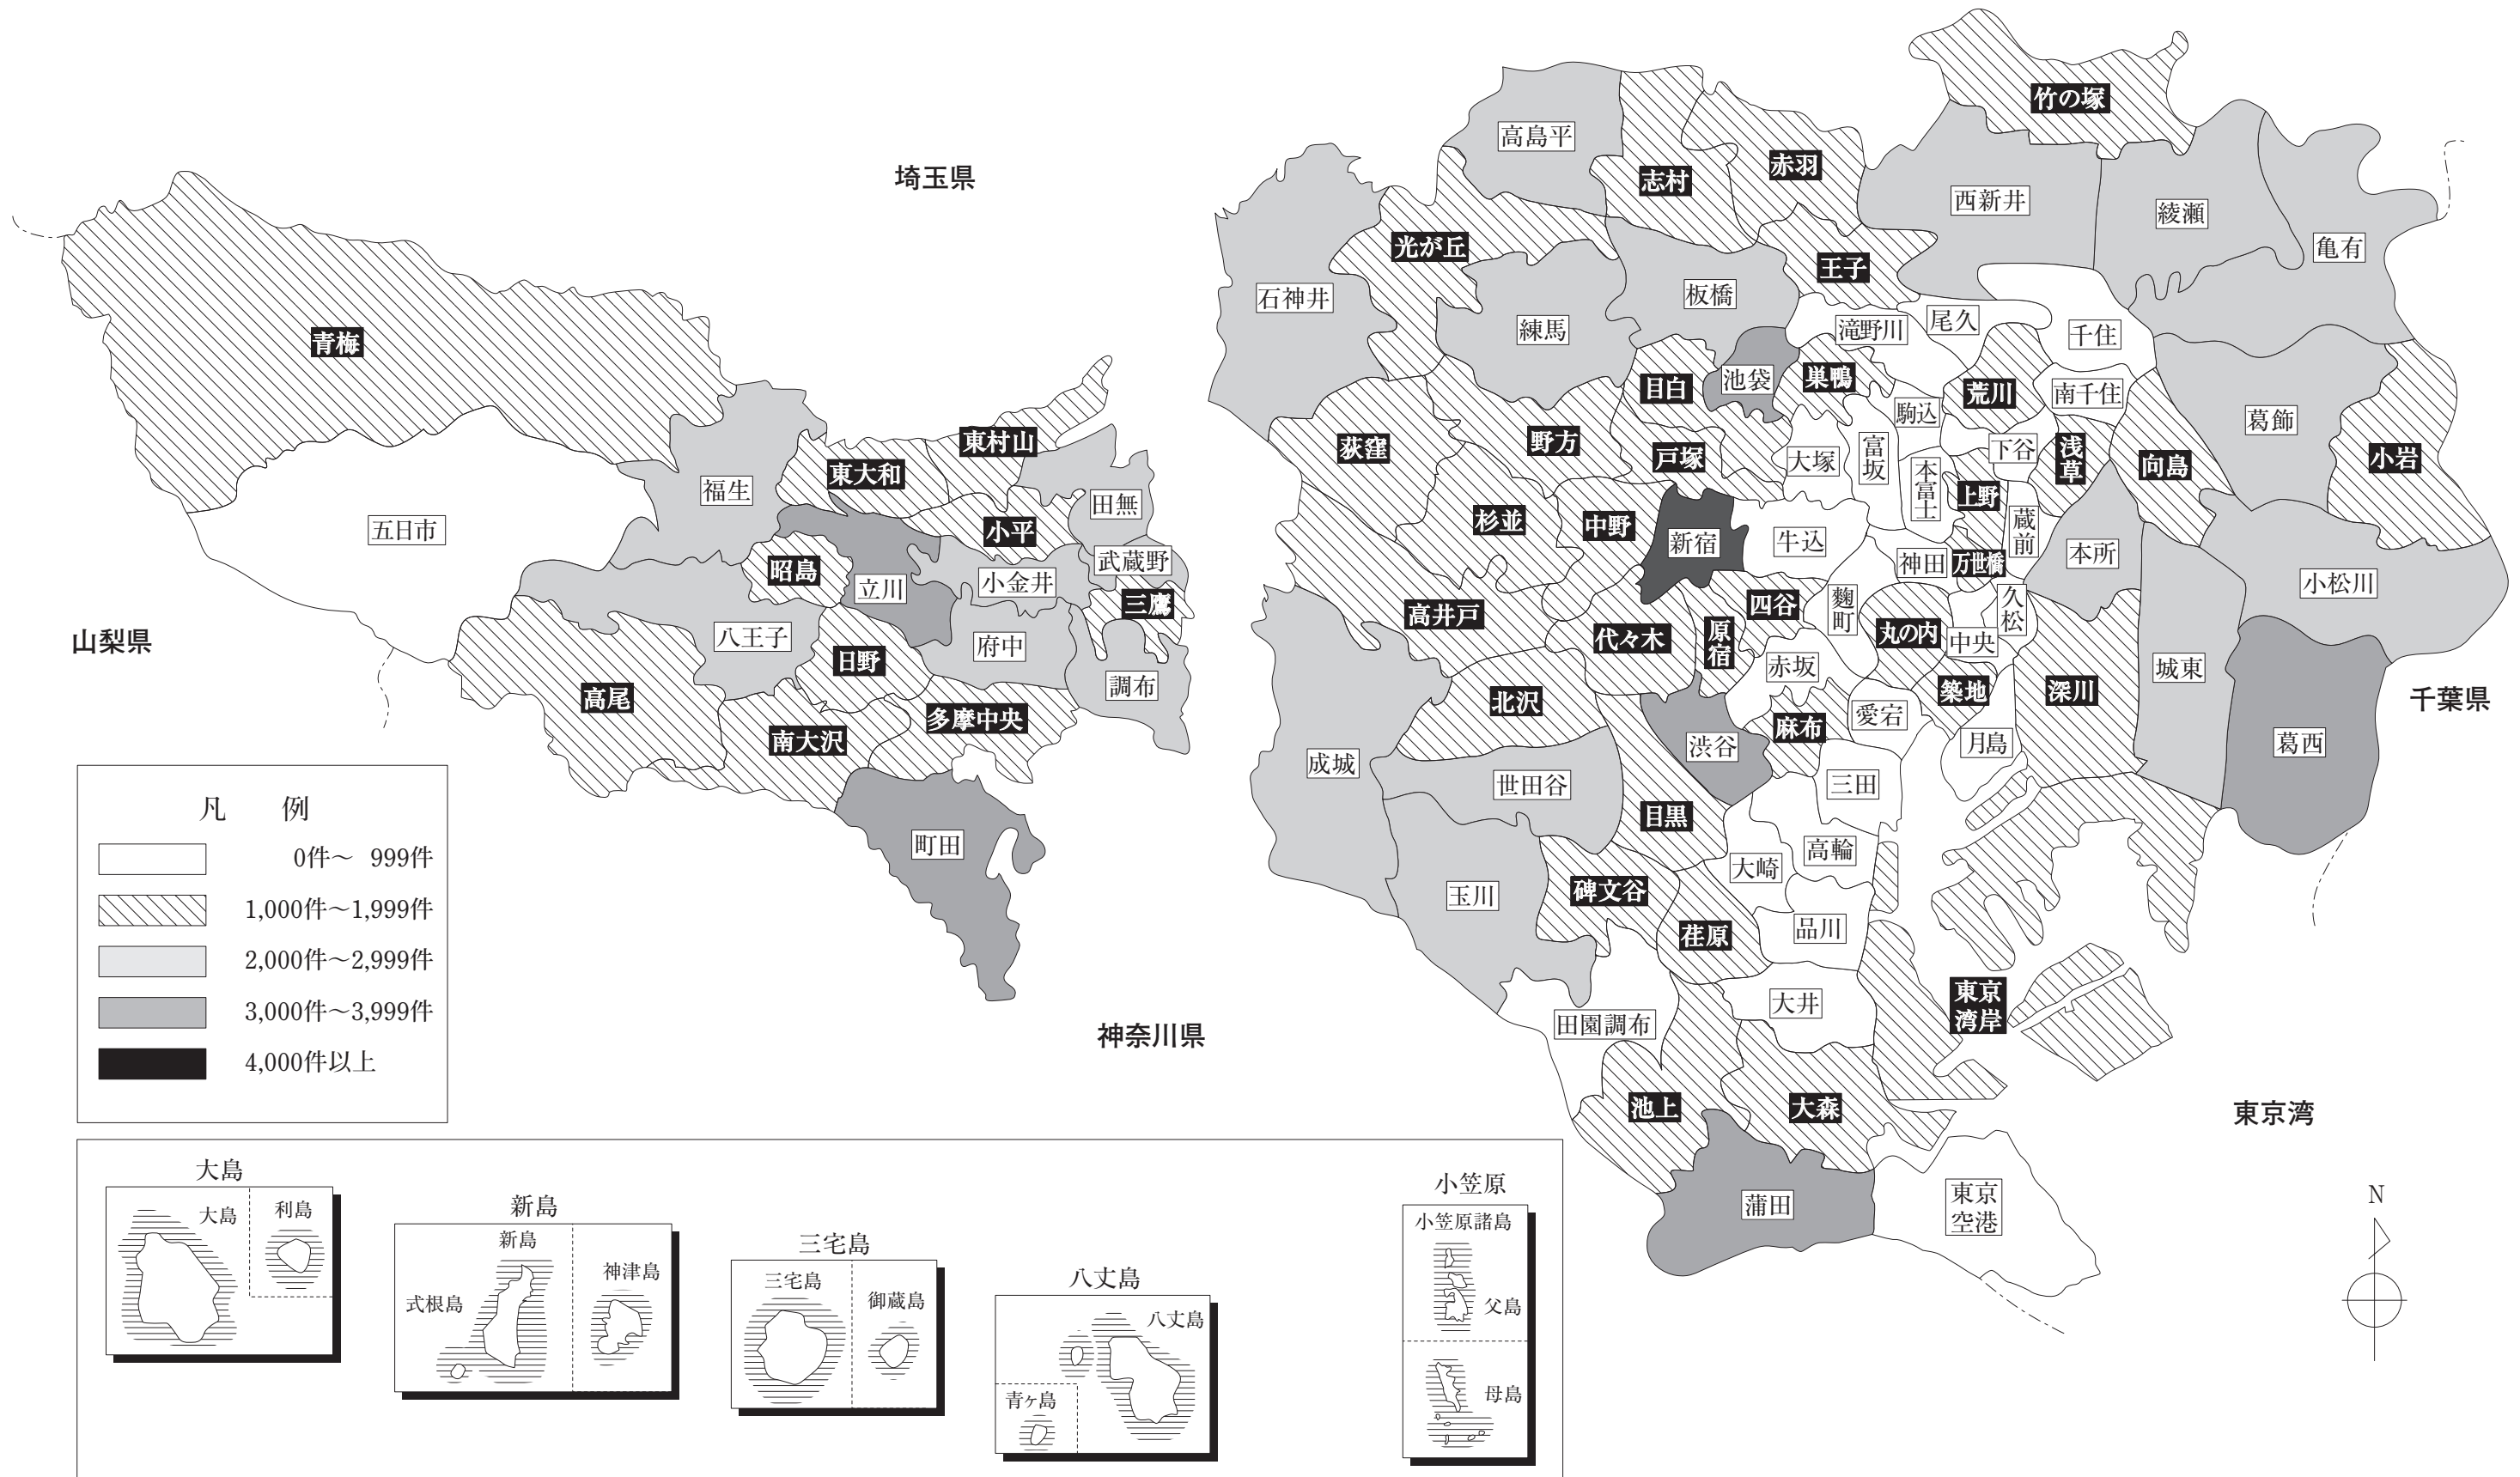 埼玉県
山梨県
神奈川県
千葉県
東京湾
青梅
五日市
福生
東大和
東村山
田無
小平
武蔵野
三鷹
昭島
立川
小金井
八王子
日野
府中
調布
高尾
南大沢
多摩中央
町田
竹の塚
高島平
志村
赤羽
西新井
綾瀬
亀有
光が丘
王子
石神井
板橋
練馬
滝野川
尾久
千住
目白
池袋
巣鴨
荒川
南千住
駒込
葛飾
荻窪
野方
戸塚
大塚
富坂
本富士
下谷
浅草
向島
小岩
上野
蔵前
杉並
中野
新宿
牛込
神田
万世橋
本所
小松川
高井戸
代々木
原宿
四谷
麴町
丸の内
中央
久松
赤坂
築地
深川
城東
北沢
渋谷
麻布
愛宕
月島
葛西
成城
世田谷
目黒
三田
高輪
大崎
玉川
碑文谷
荏原
品川
東京
湾岸
大井
田園調布
池上
大森
蒲田
東京
空港
凡 例
0件～ 999件
1,000件～1,999件
2,000件～2,999件
3,000件～3,999件
4,000件以上
大島
大島
利島
新島
新島
式根島
神津島
三宅島
三宅島
御蔵島
八丈島
八丈島
青ヶ島
小笠原
小笠原諸島
父島
母島
N